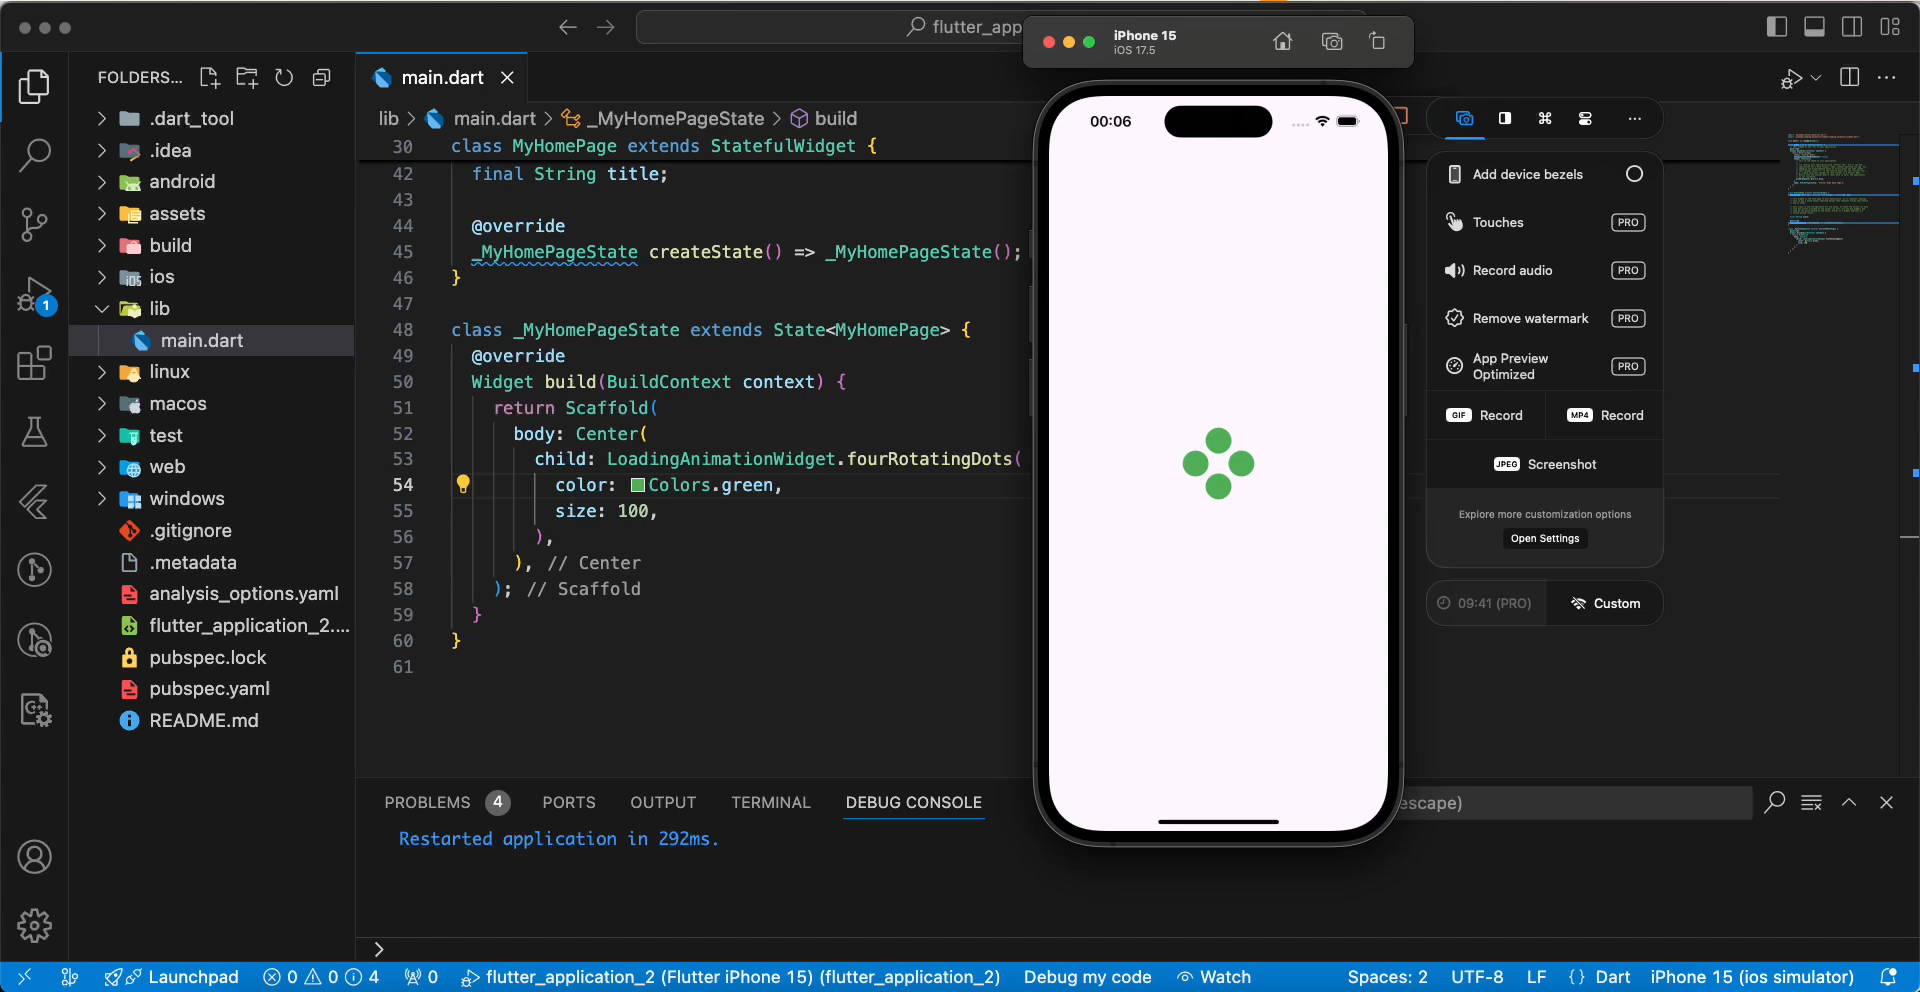 flutter_app
iPhone 15
iOS 17.5
FOLDERS...
main.dart
lib > main.dart > _MyHomePageState > build
.dart_tool
.idea
android
assets
build
ios
lib
main.dart
linux
macos
test
web
windows
.gitignore
.metadata
analysis_options.yaml
flutter_application_2....
pubspec.lock
pubspec.yaml
README.md
1
30 class MyHomePage extends StatefulWidget {
42 final String title;
43
44 @override
45 _MyHomePageState createState() => _MyHomePageState();
46 }
47
48 class _MyHomePageState extends State<MyHomePage> {
49 @override
50 Widget build(BuildContext context) {
51 return Scaffold(
52 body: Center(
53 child: LoadingAnimationWidget.fourRotatingDots(
54 color: Colors.green,
55 size: 100,
56 ),
57 ), // Center
58 ); // Scaffold
59 }
60 }
61
00:06
Add device bezels
Touches PRO
Record audio PRO
Remove watermark PRO
App Preview
Optimized PRO
GIF Record MP4 Record
JPEG Screenshot
Explore more customization options
Open Settings
09:41 (PRO) Custom
PROBLEMS 4 PORTS OUTPUT TERMINAL DEBUG CONSOLE
escape)
Restarted application in 292ms.
>
Launchpad 0 0 4 0 flutter_application_2 (Flutter iPhone 15) (flutter_application_2) Debug my code Watch Spaces: 2 UTF-8 LF {} Dart iPhone 15 (ios simulator)